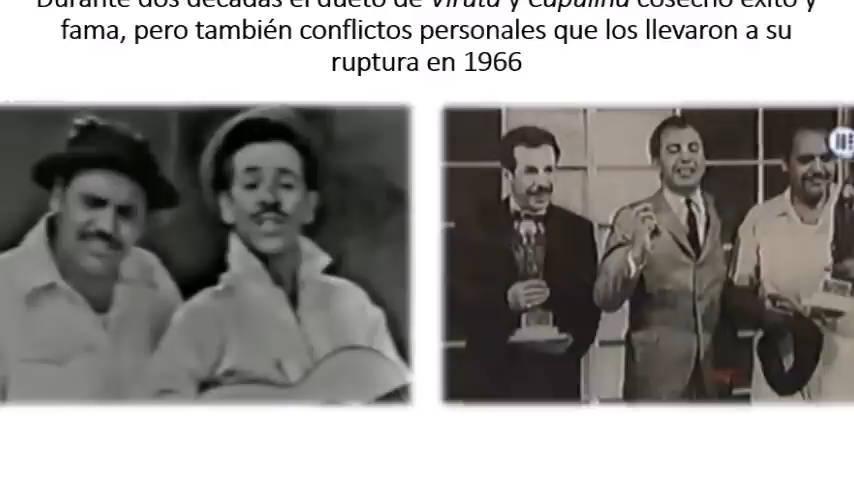 Durante dos décadas el dueto de Viruta y Capulina cosechó éxito y
fama, pero también conflictos personales que los llevaron a su
ruptura en 1966